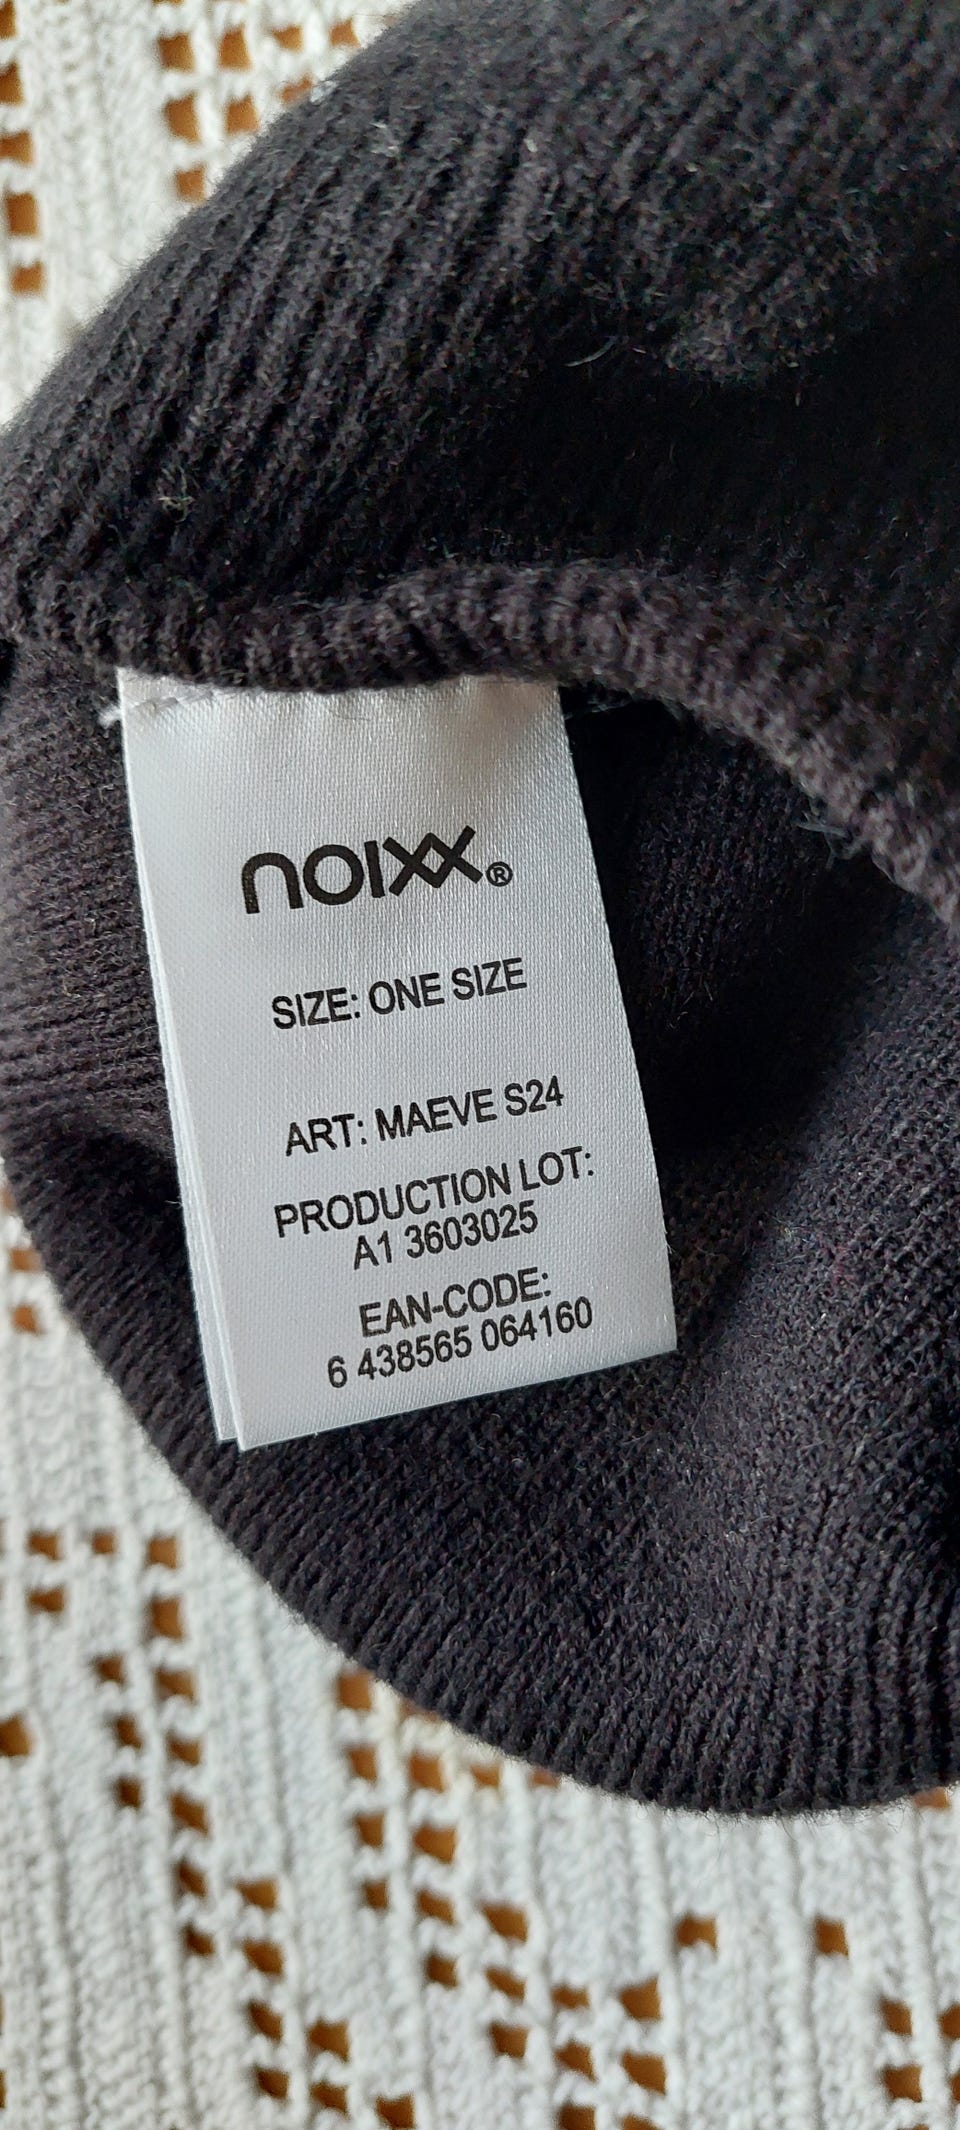 NOIXX®
SIZE: ONE SIZE
ART: MAEVE S24
PRODUCTION LOT:
A1 3603025
EAN-CODE:
6 438565 064160